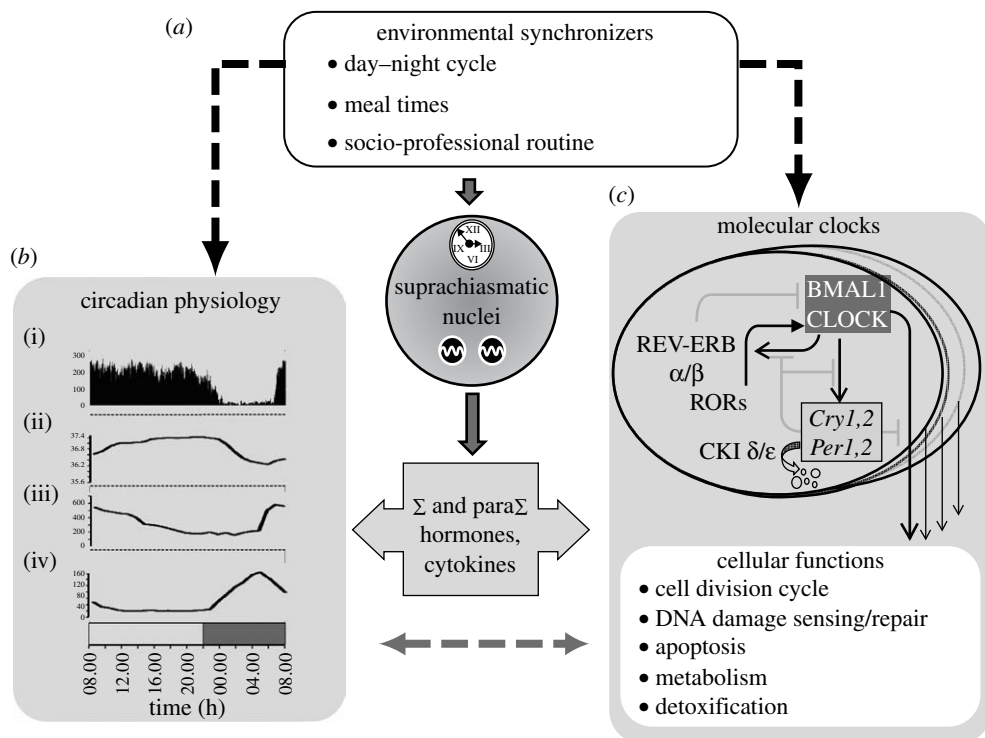 (a)
environmental synchronizers
• day–night cycle
• meal times
• socio-professional routine
(b)
circadian physiology
(i)
300
200
100
0
(ii)
37.4
36.8
36.2
35.6
(iii)
600
400
200
0
(iv)
160
120
80
40
0
08.00
12.00
16.00
20.00
00.00
04.00
08.00
time (h)
XII
IX III
VI
suprachiasmatic
nuclei
Σ and paraΣ
hormones,
cytokines
(c)
molecular clocks
BMAL1
CLOCK
REV-ERB
α/β
RORs
Cry1,2
Per1,2
CKI δ/ε
cellular functions
• cell division cycle
• DNA damage sensing/repair
• apoptosis
• metabolism
• detoxification